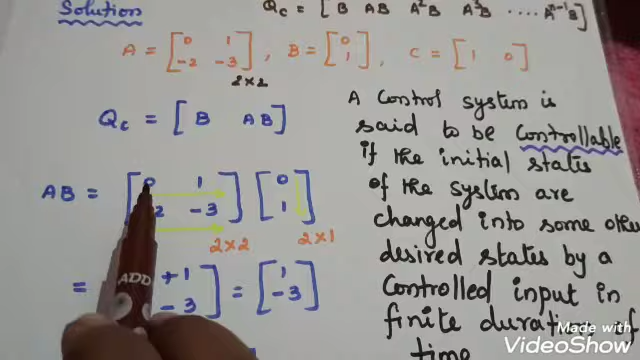 Solution
Qc = [ B AB A²B A³B ..... Aⁿ⁻¹B ]
A = [ 0 1 -2 -3 ] , B = [ 0 1 ] , C = [ 1 0 ]
2×2
Qc = [ B AB ]
AB = [ 0 1 2 -3 ] [ 0 1 ]
2×2 2×1
= +1 -3 ] = [ 1 -3 ]
A Control system is
said to be Controllable
if the initial states
of the system are
changed into some other
desired states by a
Controlled input in
finite duration of
time
ADD
Made with
VideoShow